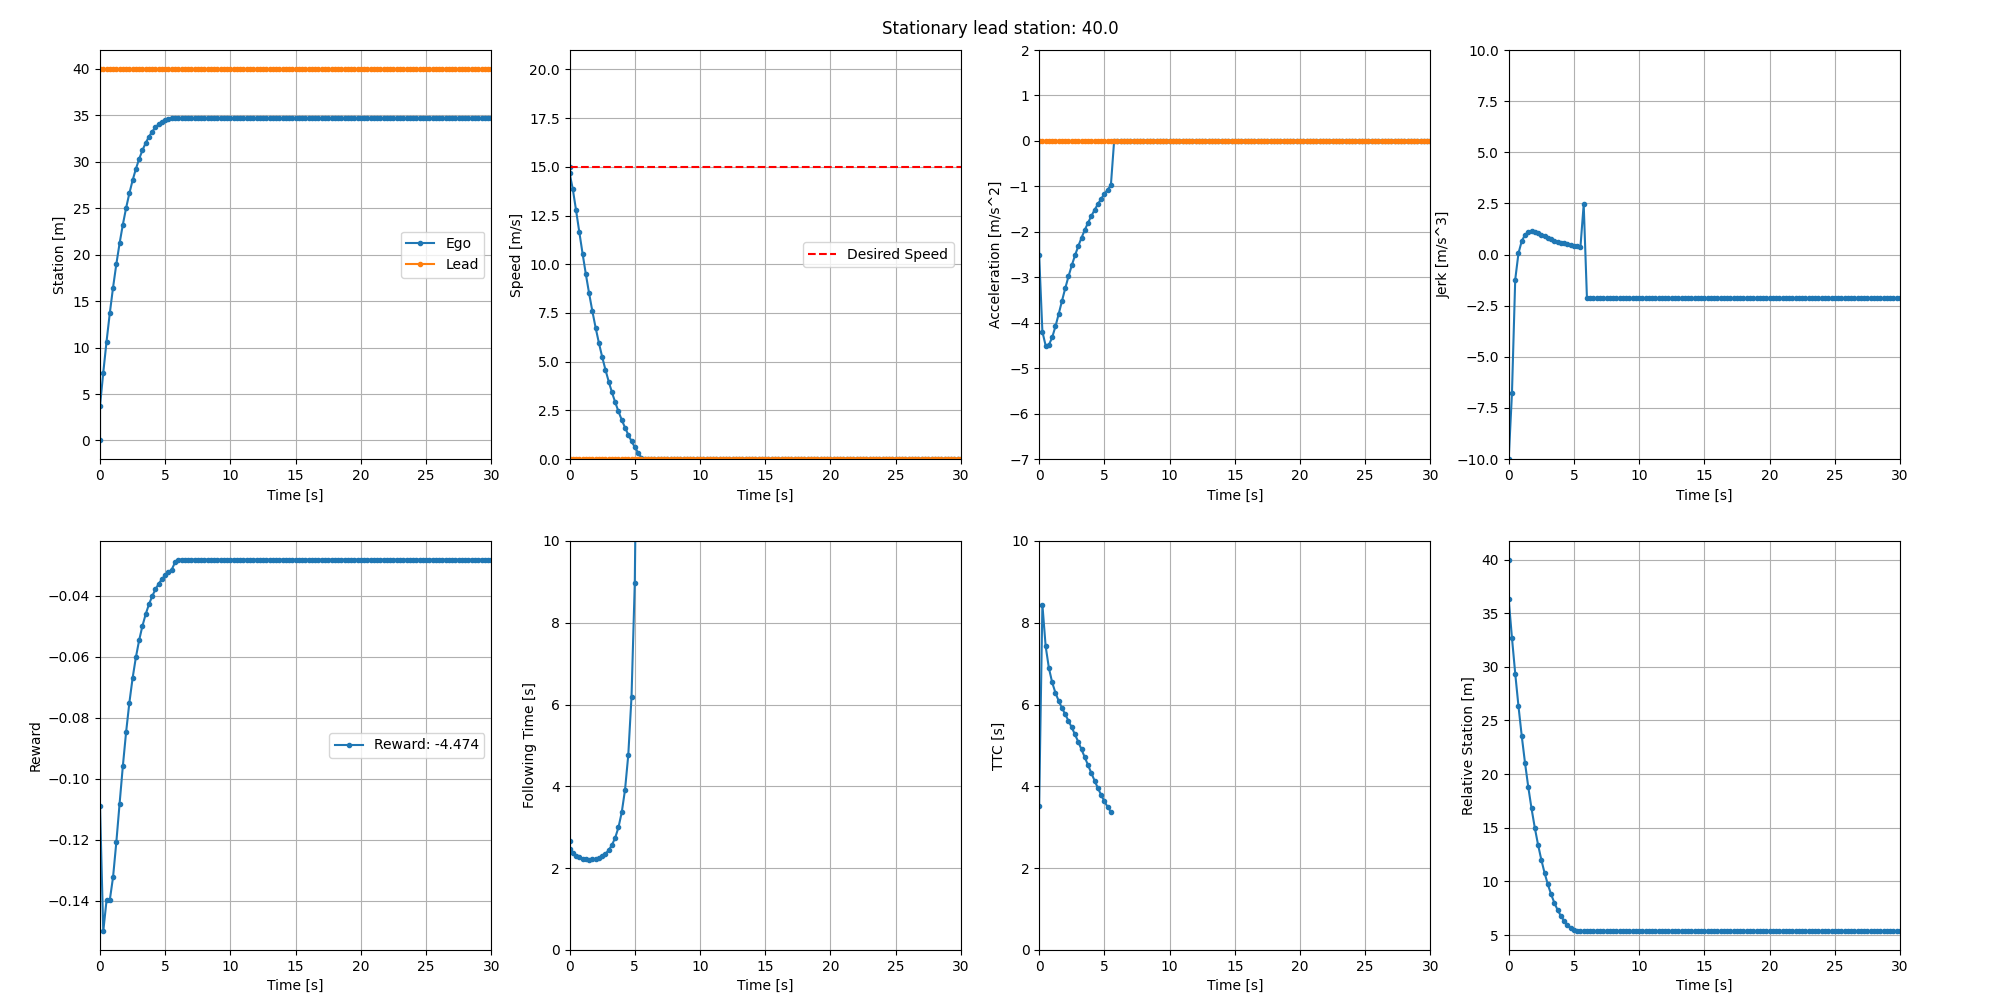 Stationary lead station: 40.0
40
35
30
25
20
15
10
5
0
Station [m]
Ego
Lead
0 5 10 15 20 25 30
Time [s]
20.0
17.5
15.0
12.5
10.0
7.5
5.0
2.5
0.0
Speed [m/s]
Desired Speed
0 5 10 15 20 25 30
Time [s]
2
1
0
−1
−2
−3
−4
−5
−6
−7
Acceleration [m/s^2]
0 5 10 15 20 25 30
Time [s]
10.0
7.5
5.0
2.5
0.0
−2.5
−5.0
−7.5
−10.0
Jerk [m/s^3]
0 5 10 15 20 25 30
Time [s]
−0.04
−0.06
−0.08
−0.10
−0.12
−0.14
Reward
Reward: -4.474
0 5 10 15 20 25 30
Time [s]
10
8
6
4
2
0
Following Time [s]
0 5 10 15 20 25 30
Time [s]
10
8
6
4
2
0
TTC [s]
0 5 10 15 20 25 30
Time [s]
40
35
30
25
20
15
10
5
Relative Station [m]
0 5 10 15 20 25 30
Time [s]